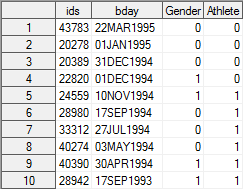 ids bday Gender Athlete
1 43783 22MAR1995 0 0
2 20278 01JAN1995 0 0
3 20389 31DEC1994 0 0
4 22820 01DEC1994 1 0
5 24559 10NOV1994 1 1
6 28980 17SEP1994 0 1
7 33312 27JUL1994 0 1
8 40274 03MAY1994 0 1
9 40390 30APR1994 1 1
10 28942 17SEP1993 1 1